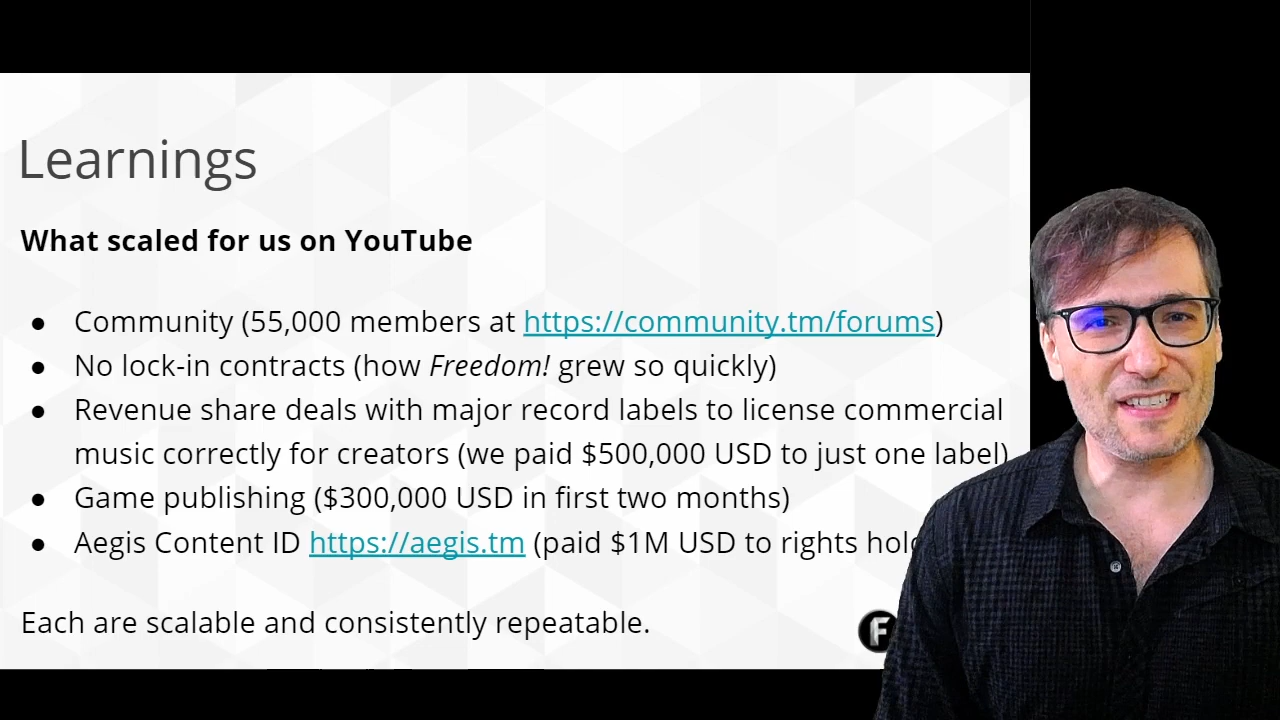 Learnings
What scaled for us on YouTube
● Community (55,000 members at https://community.tm/forums)
● No lock-in contracts (how Freedom! grew so quickly)
● Revenue share deals with major record labels to license commercial
music correctly for creators (we paid $500,000 USD to just one label)
● Game publishing ($300,000 USD in first two months)
● Aegis Content ID https://aegis.tm (paid $1M USD to rights
Each are scalable and consistently repeatable.
F